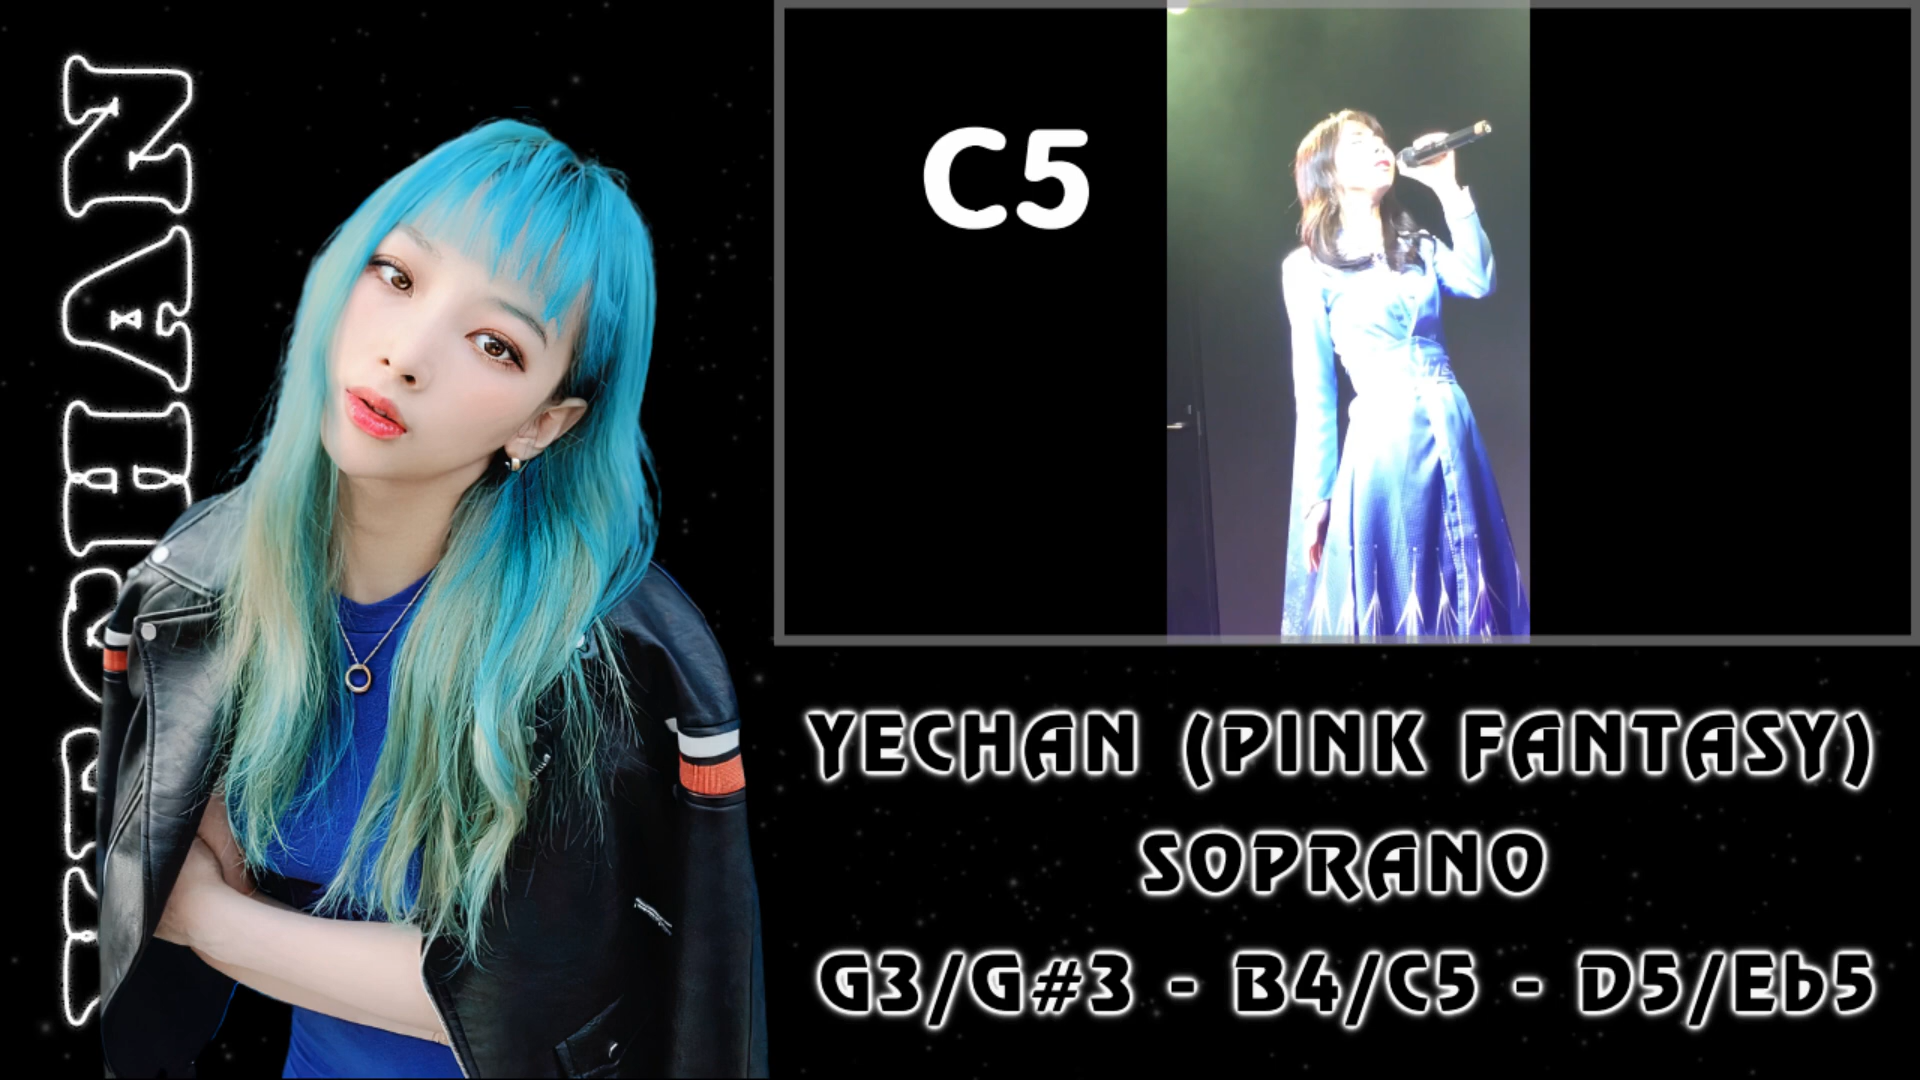 YECHAN
C5
YECHAN (PINK FANTASY)
SOPRANO
G3/G#3 - B4/C5 - D5/Eb5